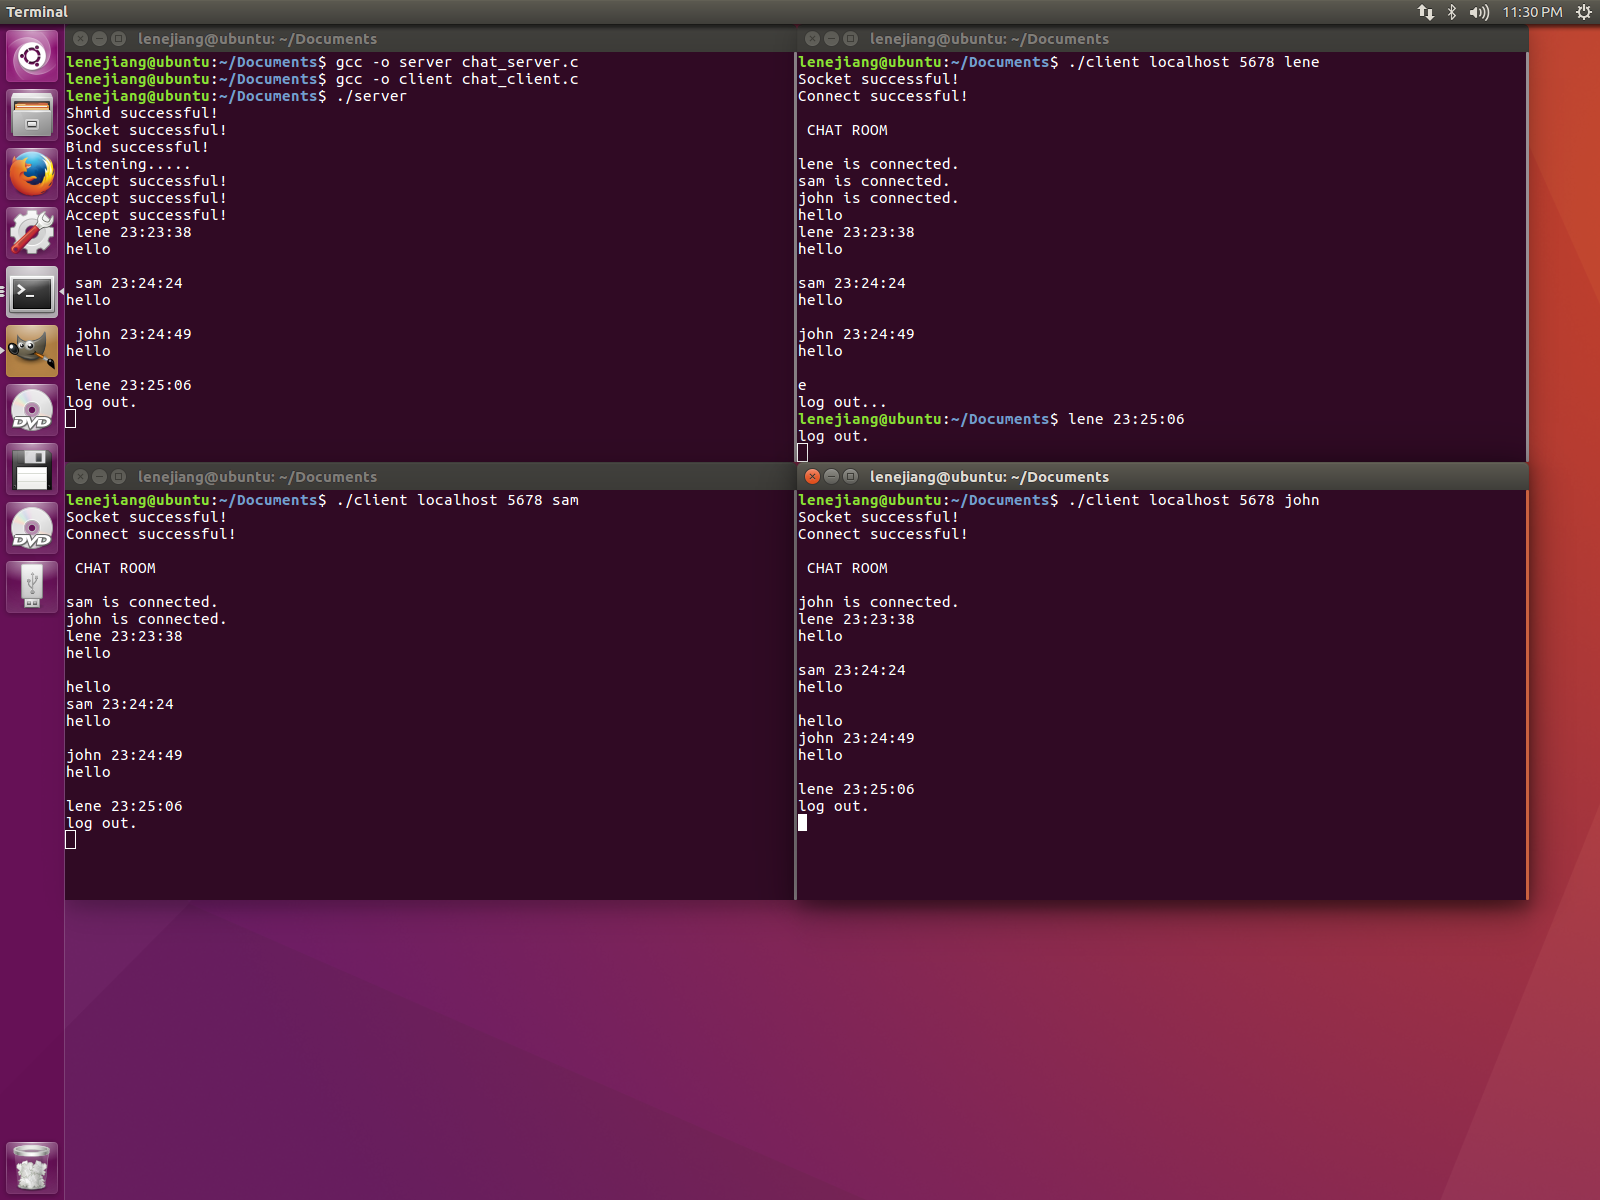 Terminal
11:30 PM
lenejiang@ubuntu: ~/Documents
lenejiang@ubuntu:~/Documents$ gcc -o server chat_server.c
lenejiang@ubuntu:~/Documents$ gcc -o client chat_client.c
lenejiang@ubuntu:~/Documents$ ./server
Shmid successful!
Socket successful!
Bind successful!
Listening.....
Accept successful!
Accept successful!
Accept successful!
lene 23:23:38
hello
sam 23:24:24
hello
john 23:24:49
hello
lene 23:25:06
log out.
lenejiang@ubuntu: ~/Documents
lenejiang@ubuntu:~/Documents$ ./client localhost 5678 lene
Socket successful!
Connect successful!
CHAT ROOM
lene is connected.
sam is connected.
john is connected.
hello
lene 23:23:38
hello
sam 23:24:24
hello
john 23:24:49
hello
e
log out...
lenejiang@ubuntu:~/Documents$ lene 23:25:06
log out.
lenejiang@ubuntu: ~/Documents
lenejiang@ubuntu:~/Documents$ ./client localhost 5678 sam
Socket successful!
Connect successful!
CHAT ROOM
sam is connected.
john is connected.
lene 23:23:38
hello
hello
sam 23:24:24
hello
john 23:24:49
hello
lene 23:25:06
log out.
lenejiang@ubuntu: ~/Documents
lenejiang@ubuntu:~/Documents$ ./client localhost 5678 john
Socket successful!
Connect successful!
CHAT ROOM
john is connected.
lene 23:23:38
hello
sam 23:24:24
hello
hello
john 23:24:49
hello
lene 23:25:06
log out.
>_
DVD
DVD